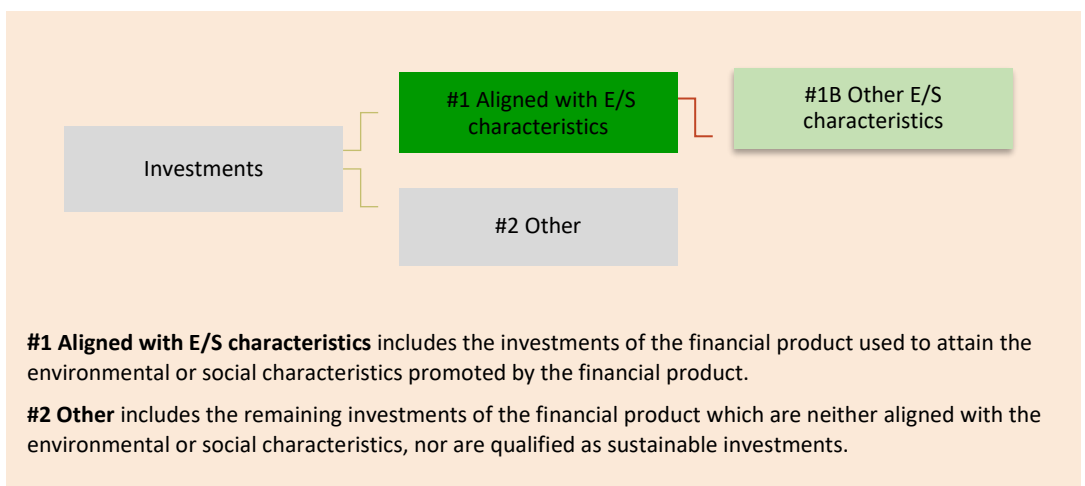 #1 Aligned with E/S
characteristics
#1B Other E/S
characteristics
Investments
#2 Other
#1 Aligned with E/S characteristics includes the investments of the financial product used to attain the
environmental or social characteristics promoted by the financial product.
#2 Other includes the remaining investments of the financial product which are neither aligned with the
environmental or social characteristics, nor are qualified as sustainable investments.